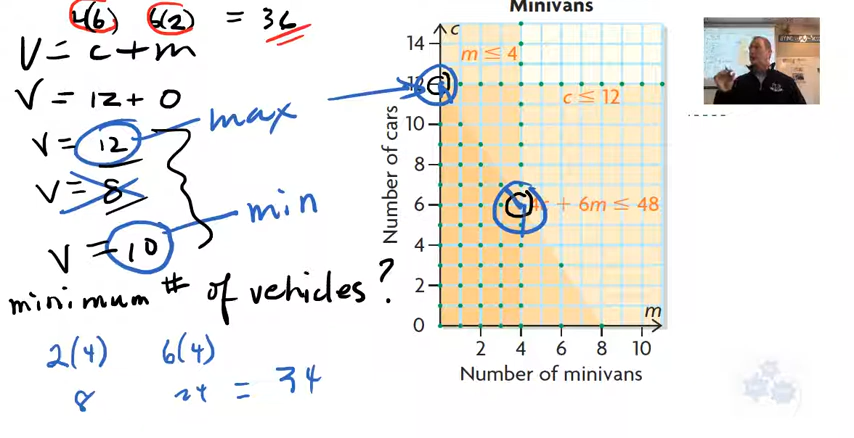 4(6) 6(2) = 36
V = c + m
V = 12 + 0
V = 12
max
V = 8
min
V = 10
minimum # of vehicles?
2(4) 6(4)
8 24 = 34
Minivans
c
14
m ≤ 4
12
c ≤ 12
10
8
6
4c + 6m ≤ 48
4
2
0
m
2 4 6 8 10
Number of cars
Number of minivans